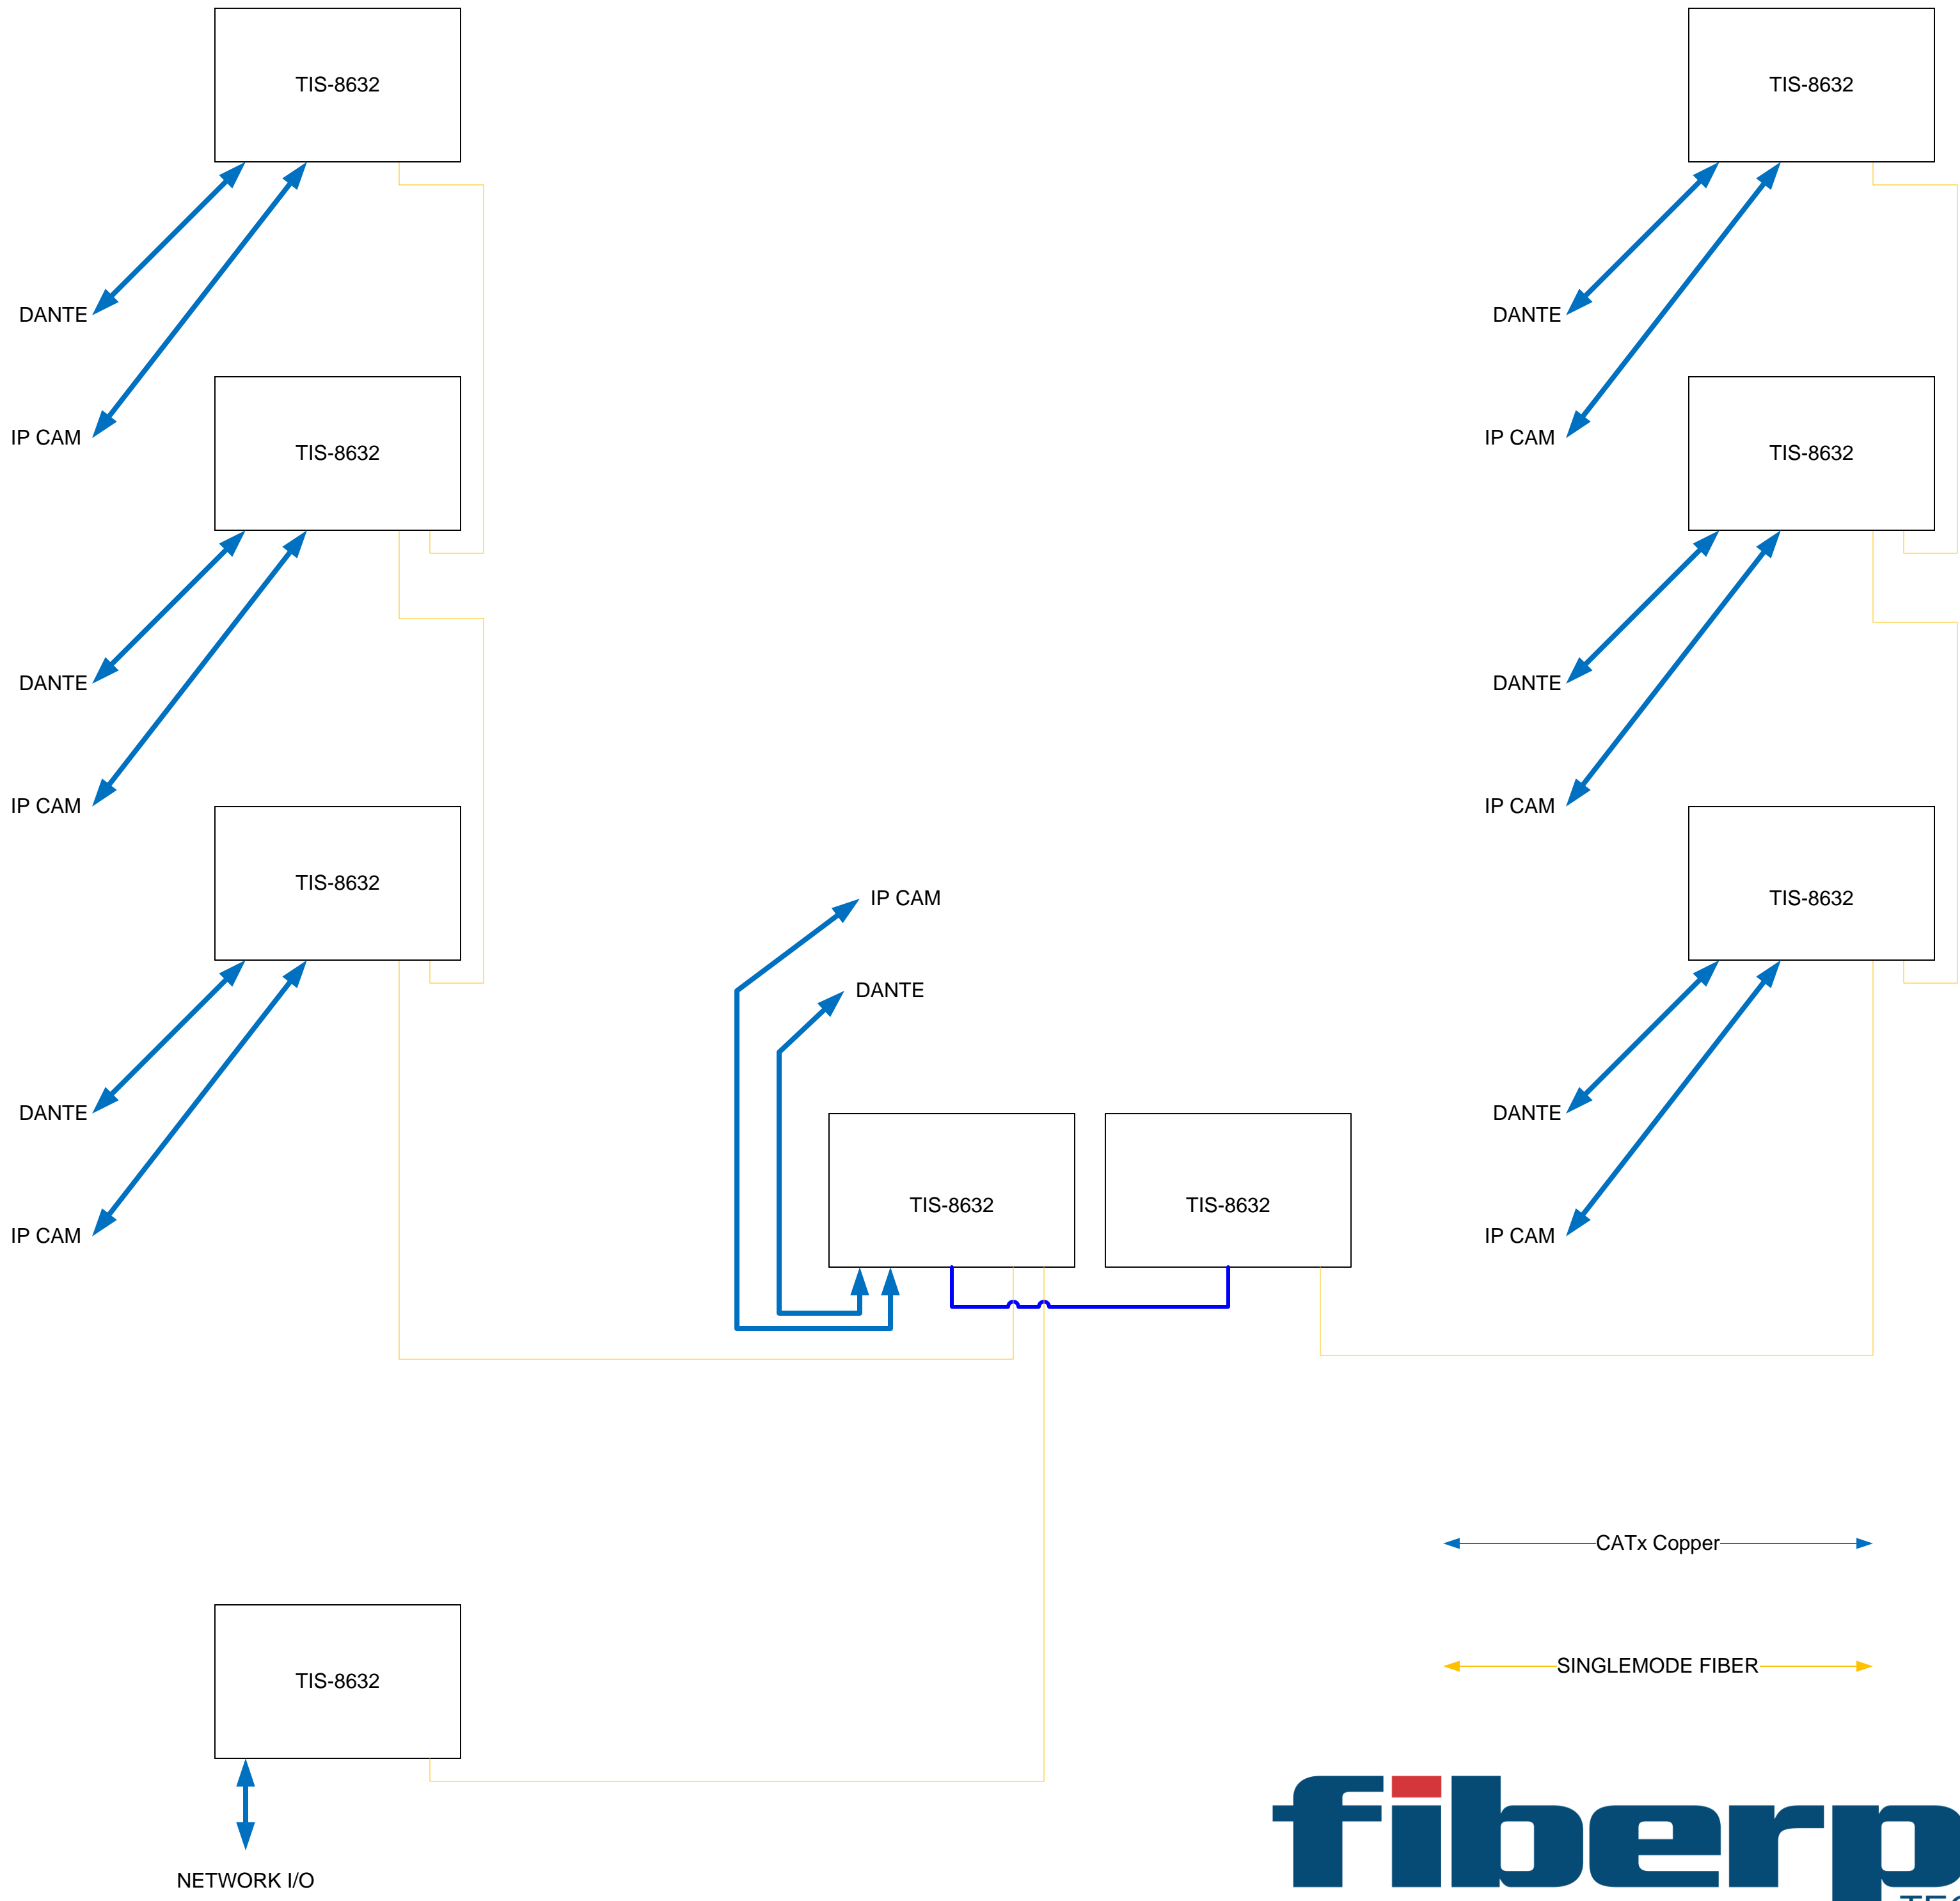 TIS-8632
TIS-8632
DANTE
DANTE
IP CAM
IP CAM
TIS-8632
TIS-8632
DANTE
DANTE
IP CAM
IP CAM
TIS-8632
IP CAM
TIS-8632
DANTE
DANTE
DANTE
TIS-8632
TIS-8632
IP CAM
IP CAM
CATx Copper
SINGLEMODE FIBER
TIS-8632
fiberp
NETWORK I/O